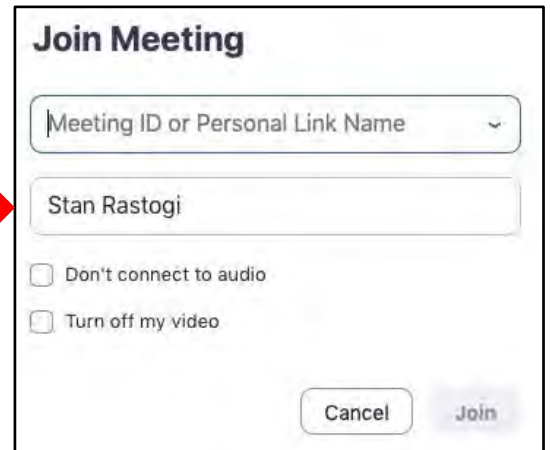 Join Meeting
Meeting ID or Personal Link Name
Stan Rastogi
Don't connect to audio
Turn off my video
Cancel Join